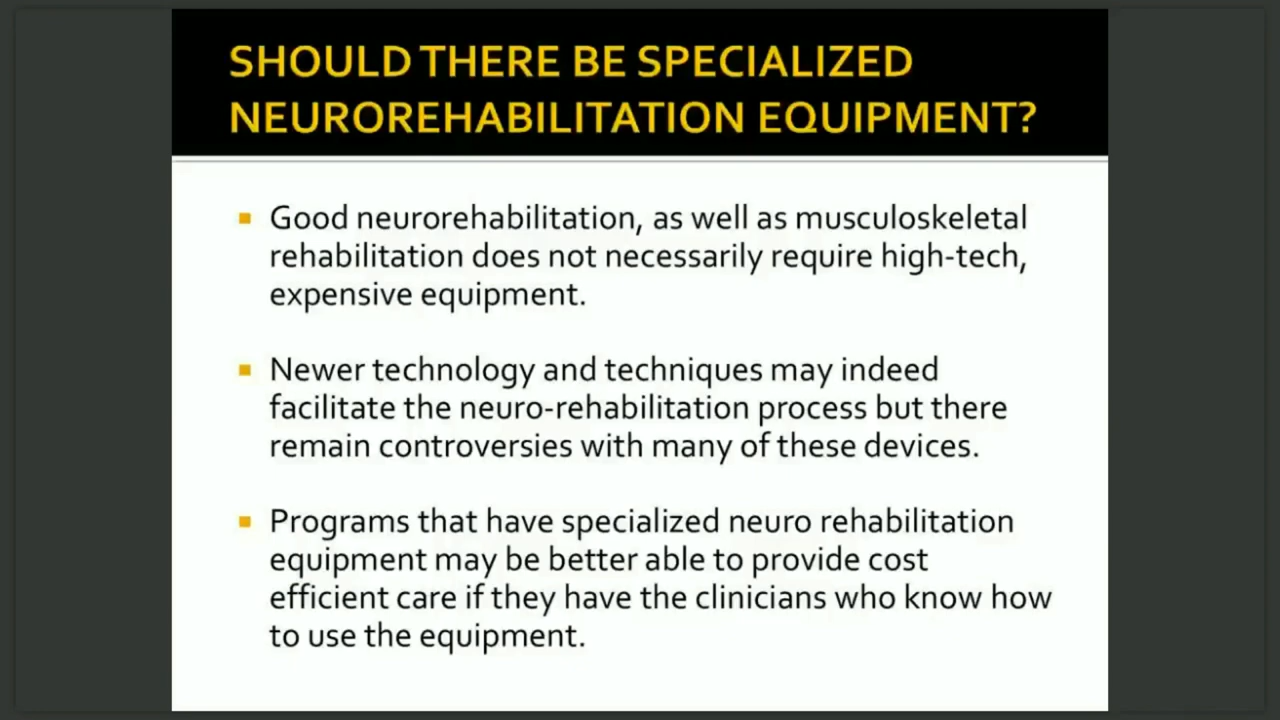 SHOULD THERE BE SPECIALIZED
NEUROREHABILITATION EQUIPMENT?
Good neurorehabilitation, as well as musculoskeletal
rehabilitation does not necessarily require high-tech,
expensive equipment.
Newer technology and techniques may indeed
facilitate the neuro-rehabilitation process but there
remain controversies with many of these devices.
Programs that have specialized neuro rehabilitation
equipment may be better able to provide cost
efficient care if they have the clinicians who know how
to use the equipment.